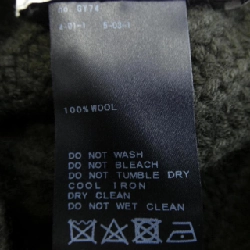 100%WOOL
DO NOT WASH
DO NOT BLEACH
DO NOT TUMBLE DRY
COOL IRON
DRY CLEAN
DO NOT WET CLEAN